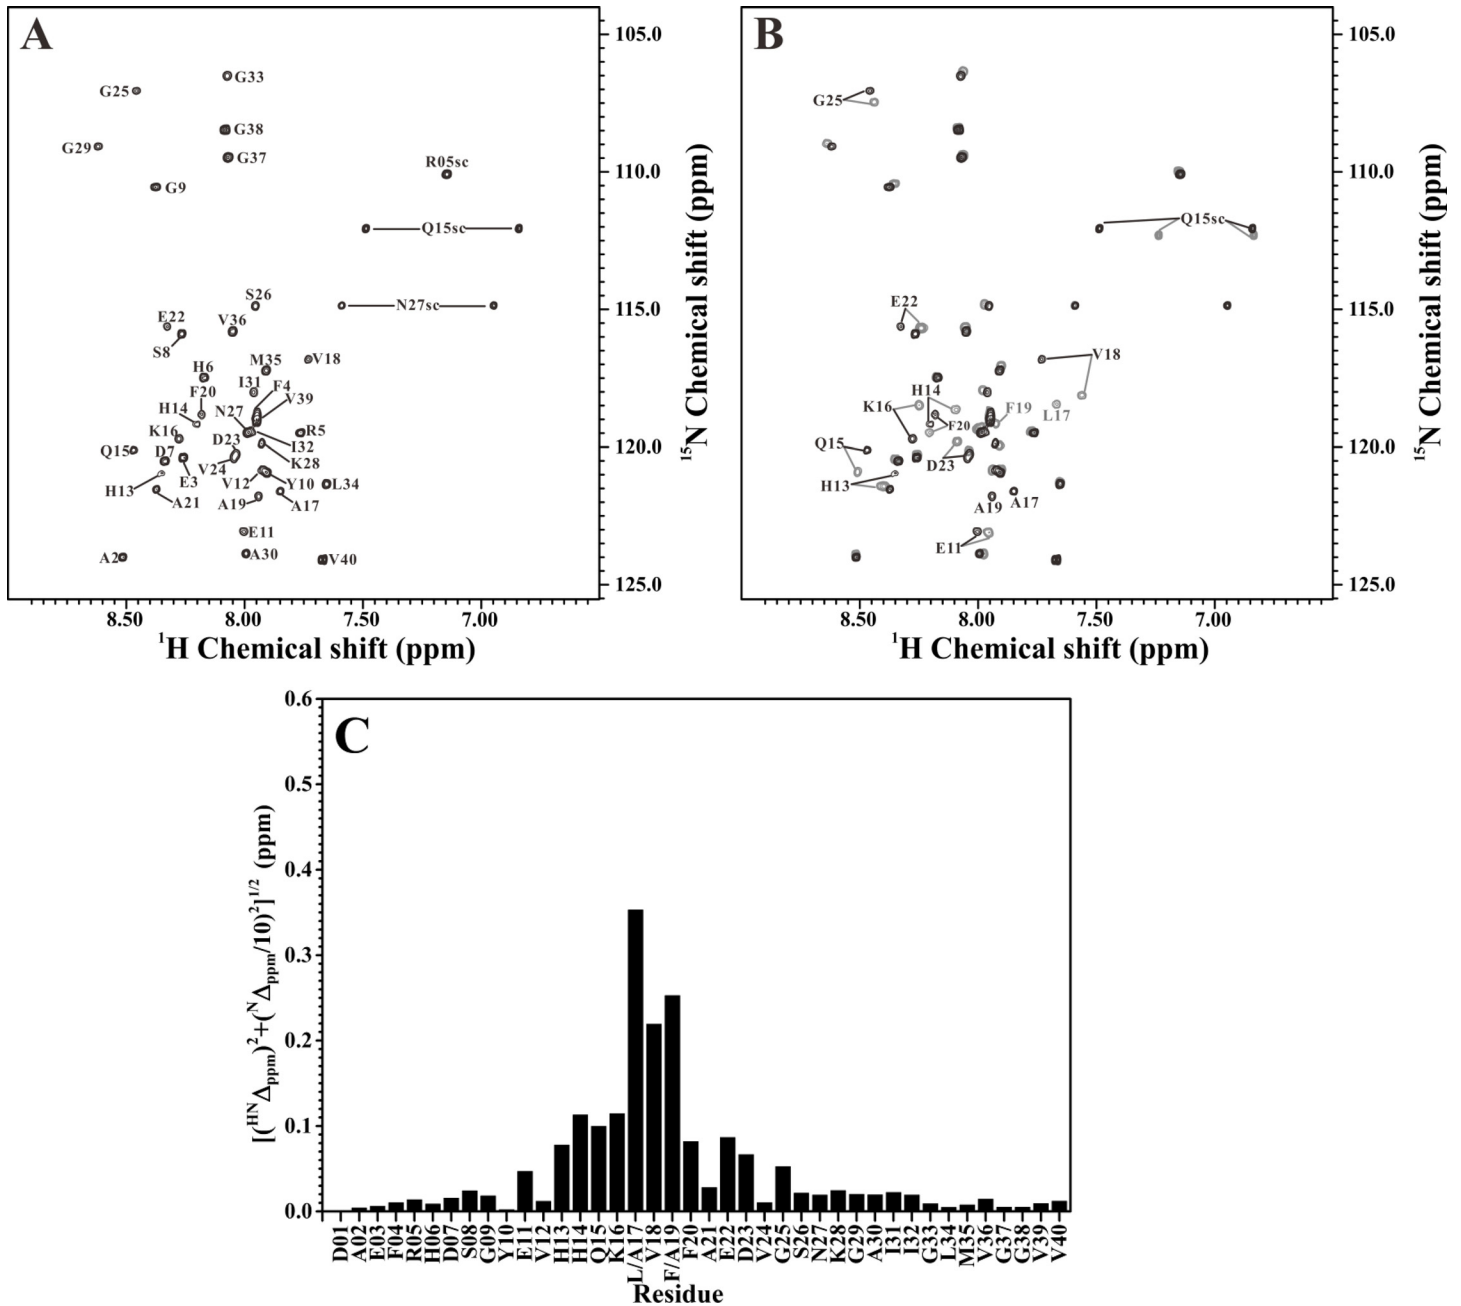 A
G33
G25
G38
G29
G37
R05sc
G9
Q15sc
S26
N27sc
E22
V36
S8
M35
V18
H6
I31
F4
F20
V39
H14
N27
K16
D23
R5
I32
Q15
D7
K28
V24
V12
Y10
L34
H13
E3
A21
A19
A17
E11
A2
A30
V40
105.0
110.0
115.0
120.0
125.0
15N Chemical shift (ppm)
8.50 8.00 7.50 7.00
1H Chemical shift (ppm)
B
G25
Q15sc
E22
V18
H14
K16
F19
L17
F20
Q15
D23
H13
A19
A17
E11
105.0
110.0
115.0
120.0
125.0
15N Chemical shift (ppm)
8.50 8.00 7.50 7.00
1H Chemical shift (ppm)
C
0.6
0.5
0.4
0.3
0.2
0.1
0.0
[(HNΔppm)2+(NΔppm/10)2]1/2 (ppm)
D01 A02 E03 F04 R05 H06 D07 S08 G09 Y10 E11 V12 H13 H14 Q15 K16 L/A17 V18 F/A19 F20 A21 E22 D23 V24 G25 S26 N27 K28 G29 A30 I31 I32 G33 L34 M35 V36 G37 G38 V39 V40
Residue